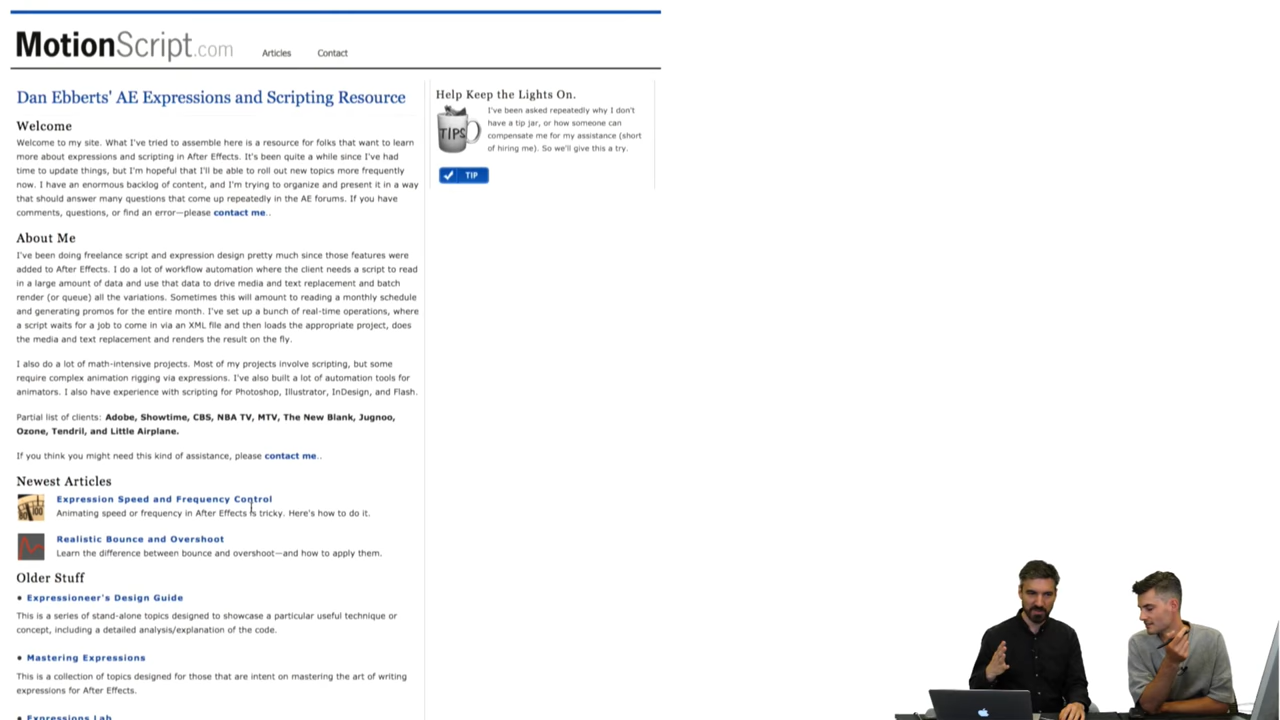 MotionScript.com
Articles
Contact
Dan Ebberts' AE Expressions and Scripting Resource
Welcome
Welcome to my site. What I've tried to assemble here is a resource for folks that want to learn
more about expressions and scripting in After Effects. It's been quite a while since I've had
time to update things, but I'm hopeful that I'll be able to roll out new topics more frequently
now. I have an enormous backlog of content, and I'm trying to organize and present it in a way
that should answer many questions that come up repeatedly in the AE forums. If you have
comments, questions, or find an error—please contact me..
About Me
I've been doing freelance script and expression design pretty much since those features were
added to After Effects. I do a lot of workflow automation where the client needs a script to read
in a large amount of data and use that data to drive media and text replacement and batch
render (or queue) all the variations. Sometimes this will amount to reading a monthly schedule
and generating promos for the entire month. I've set up a bunch of real-time operations, where
a script waits for a job to come in via an XML file and then loads the appropriate project, does
the media and text replacement and renders the result on the fly.
I also do a lot of math-intensive projects. Most of my projects involve scripting, but some
require complex animation rigging via expressions. I've also built a lot of automation tools for
animators. I also have experience with scripting for Photoshop, Illustrator, InDesign, and Flash.
Partial list of clients: Adobe, Showtime, CBS, NBA TV, MTV, The New Blank, Jugnoo,
Ozone, Tendril, and Little Airplane.
If you think you might need this kind of assistance, please contact me..
Newest Articles
Expression Speed and Frequency Control
Animating speed or frequency in After Effects is tricky. Here's how to do it.
Realistic Bounce and Overshoot
Learn the difference between bounce and overshoot—and how to apply them.
Older Stuff
• Expressioneer's Design Guide
This is a series of stand-alone topics designed to showcase a particular useful technique or
concept, including a detailed analysis/explanation of the code.
• Mastering Expressions
This is a collection of topics designed for those that are intent on mastering the art of writing
expressions for After Effects.
• Expressions Lab
Help Keep the Lights On.
TIPS
I've been asked repeatedly why I don't
have a tip jar, or how someone can
compensate me for my assistance (short
of hiring me). So we'll give this a try.
TIP